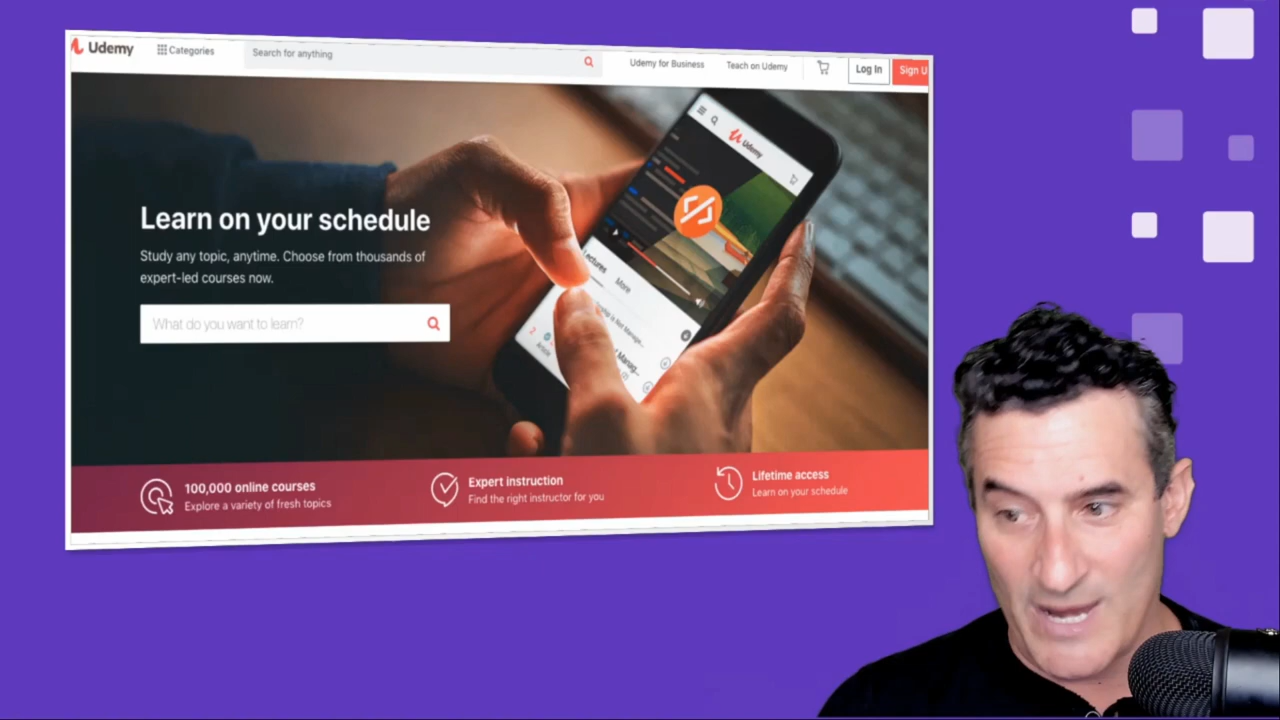 Udemy
Categories
Search for anything
Udemy for Business
Teach on Udemy
Log In
Sign U
Udemy
Learn on your schedule
Study any topic, anytime. Choose from thousands of
expert-led courses now.
What do you want to learn?
Lectures
More
100,000 online courses
Explore a variety of fresh topics
Expert instruction
Find the right instructor for you
Lifetime access
Learn on your schedule